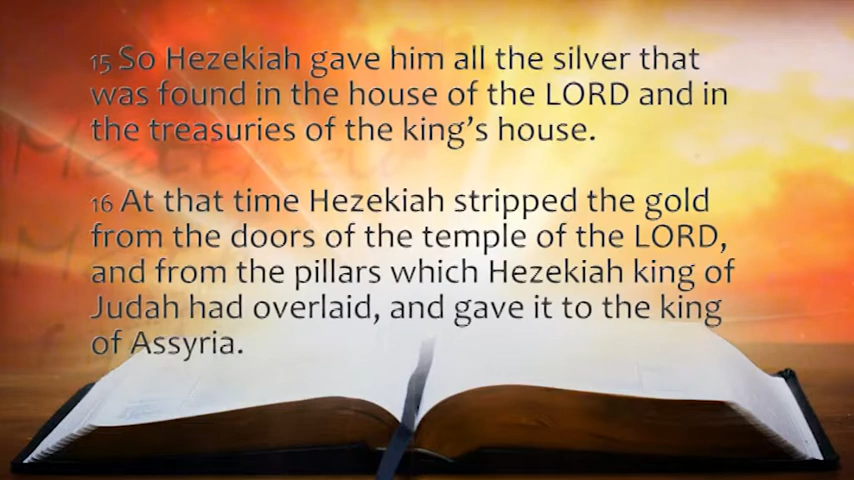 15 So Hezekiah gave him all the silver that
was found in the house of the LORD and in
the treasuries of the king's house.
16 At that time Hezekiah stripped the gold
from the doors of the temple of the LORD,
and from the pillars which Hezekiah king of
Judah had overlaid, and gave it to the king
of Assyria.